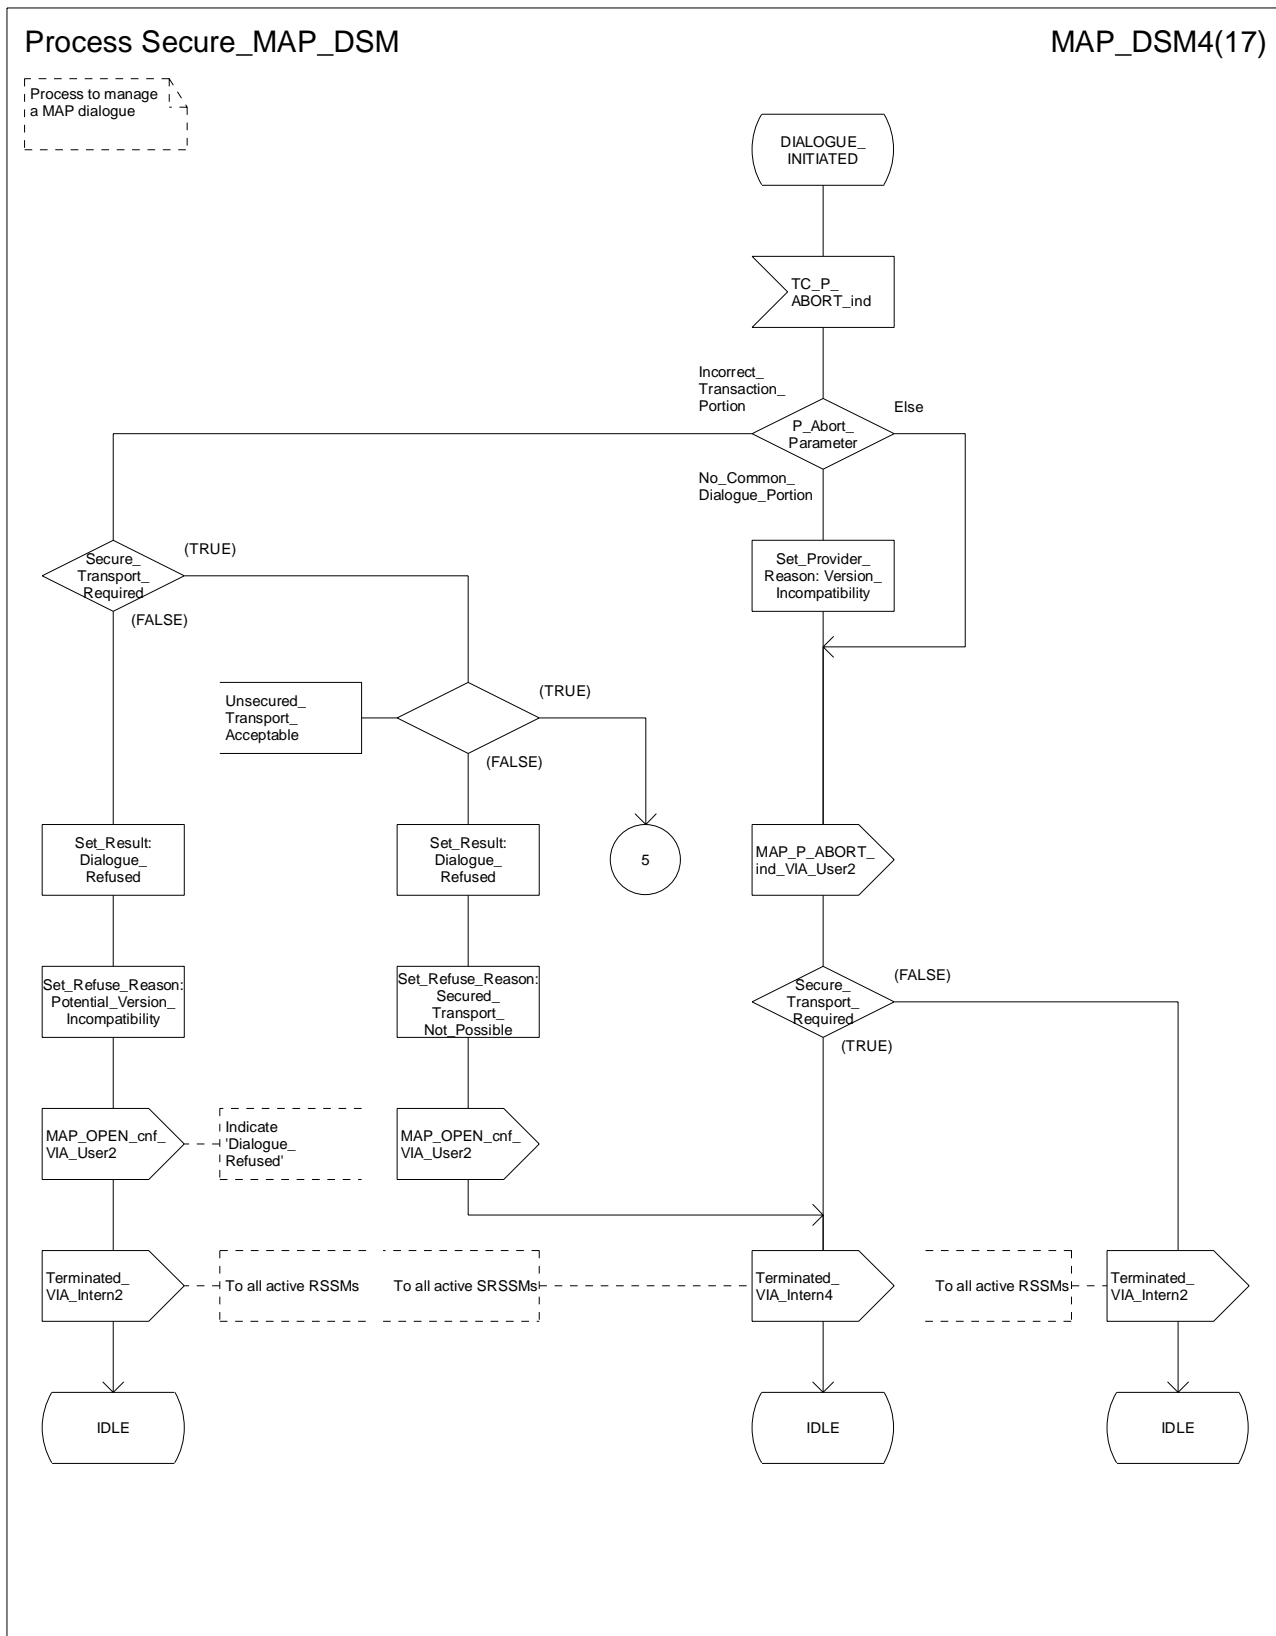 Process Secure_MAP_DSM
MAP_DSM4(17)
Process to manage
a MAP dialogue
DIALOGUE_
INITIATED
TC_P_
ABORT_ind
Incorrect_
Transaction_
Portion
Else
P_Abort_
Parameter
No_Common_
Dialogue_Portion
Secure_
Transport_
Required
(TRUE)
(FALSE)
Set_Provider_
Reason: Version_
Incompatibility
Unsecured_
Transport_
Acceptable
(TRUE)
(FALSE)
Set_Result:
Dialogue_
Refused
Set_Result:
Dialogue_
Refused
5
MAP_P_ABORT_
ind_VIA_User2
Set_Refuse_Reason:
Potential_Version_
Incompatibility
Set_Refuse_Reason:
Secured_
Transport_
Not_Possible
Secure_
Transport_
Required
(FALSE)
(TRUE)
MAP_OPEN_cnf_
VIA_User2
Indicate
'Dialogue_
Refused'
MAP_OPEN_cnf_
VIA_User2
Terminated_
VIA_Intern2
To all active RSSMs
To all active SRSSMs
Terminated_
VIA_Intern4
To all active RSSMs
Terminated_
VIA_Intern2
IDLE
IDLE
IDLE